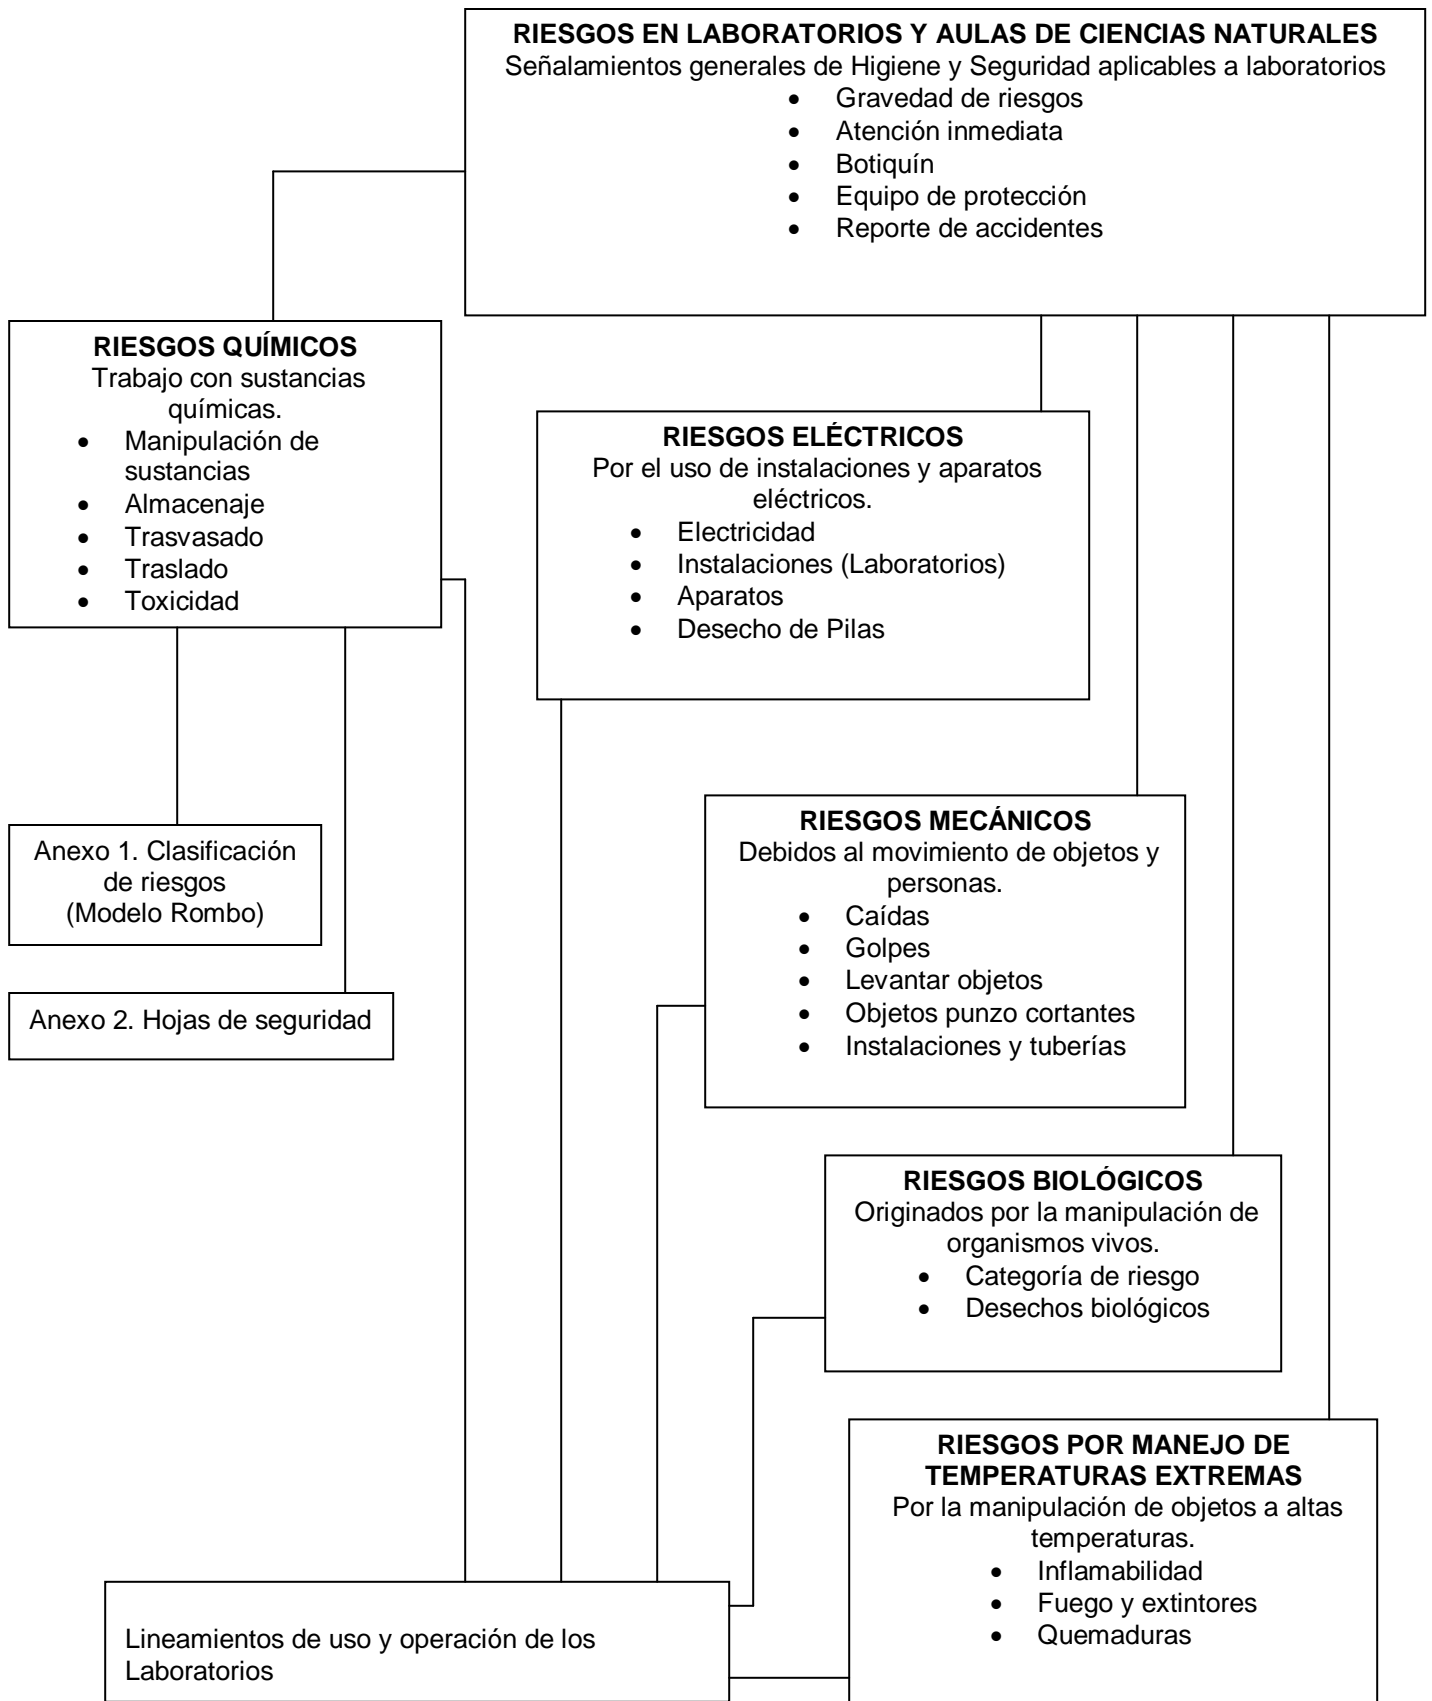 RIESGOS EN LABORATORIOS Y AULAS DE CIENCIAS NATURALES
Señalamientos generales de Higiene y Seguridad aplicables a laboratorios
• Gravedad de riesgos
• Atención inmediata
• Botiquín
• Equipo de protección
• Reporte de accidentes
RIESGOS QUÍMICOS
Trabajo con sustancias
químicas.
• Manipulación de
sustancias
• Almacenaje
• Trasvasado
• Traslado
• Toxicidad
RIESGOS ELÉCTRICOS
Por el uso de instalaciones y aparatos
eléctricos.
• Electricidad
• Instalaciones (Laboratorios)
• Aparatos
• Desecho de Pilas
RIESGOS MECÁNICOS
Debidos al movimiento de objetos y
personas.
• Caídas
• Golpes
• Levantar objetos
• Objetos punzo cortantes
• Instalaciones y tuberías
Anexo 1. Clasificación
de riesgos
(Modelo Rombo)
Anexo 2. Hojas de seguridad
RIESGOS BIOLÓGICOS
Originados por la manipulación de
organismos vivos.
• Categoría de riesgo
• Desechos biológicos
RIESGOS POR MANEJO DE
TEMPERATURAS EXTREMAS
Por la manipulación de objetos a altas
temperaturas.
• Inflamabilidad
• Fuego y extintores
• Quemaduras
Lineamientos de uso y operación de los
Laboratorios